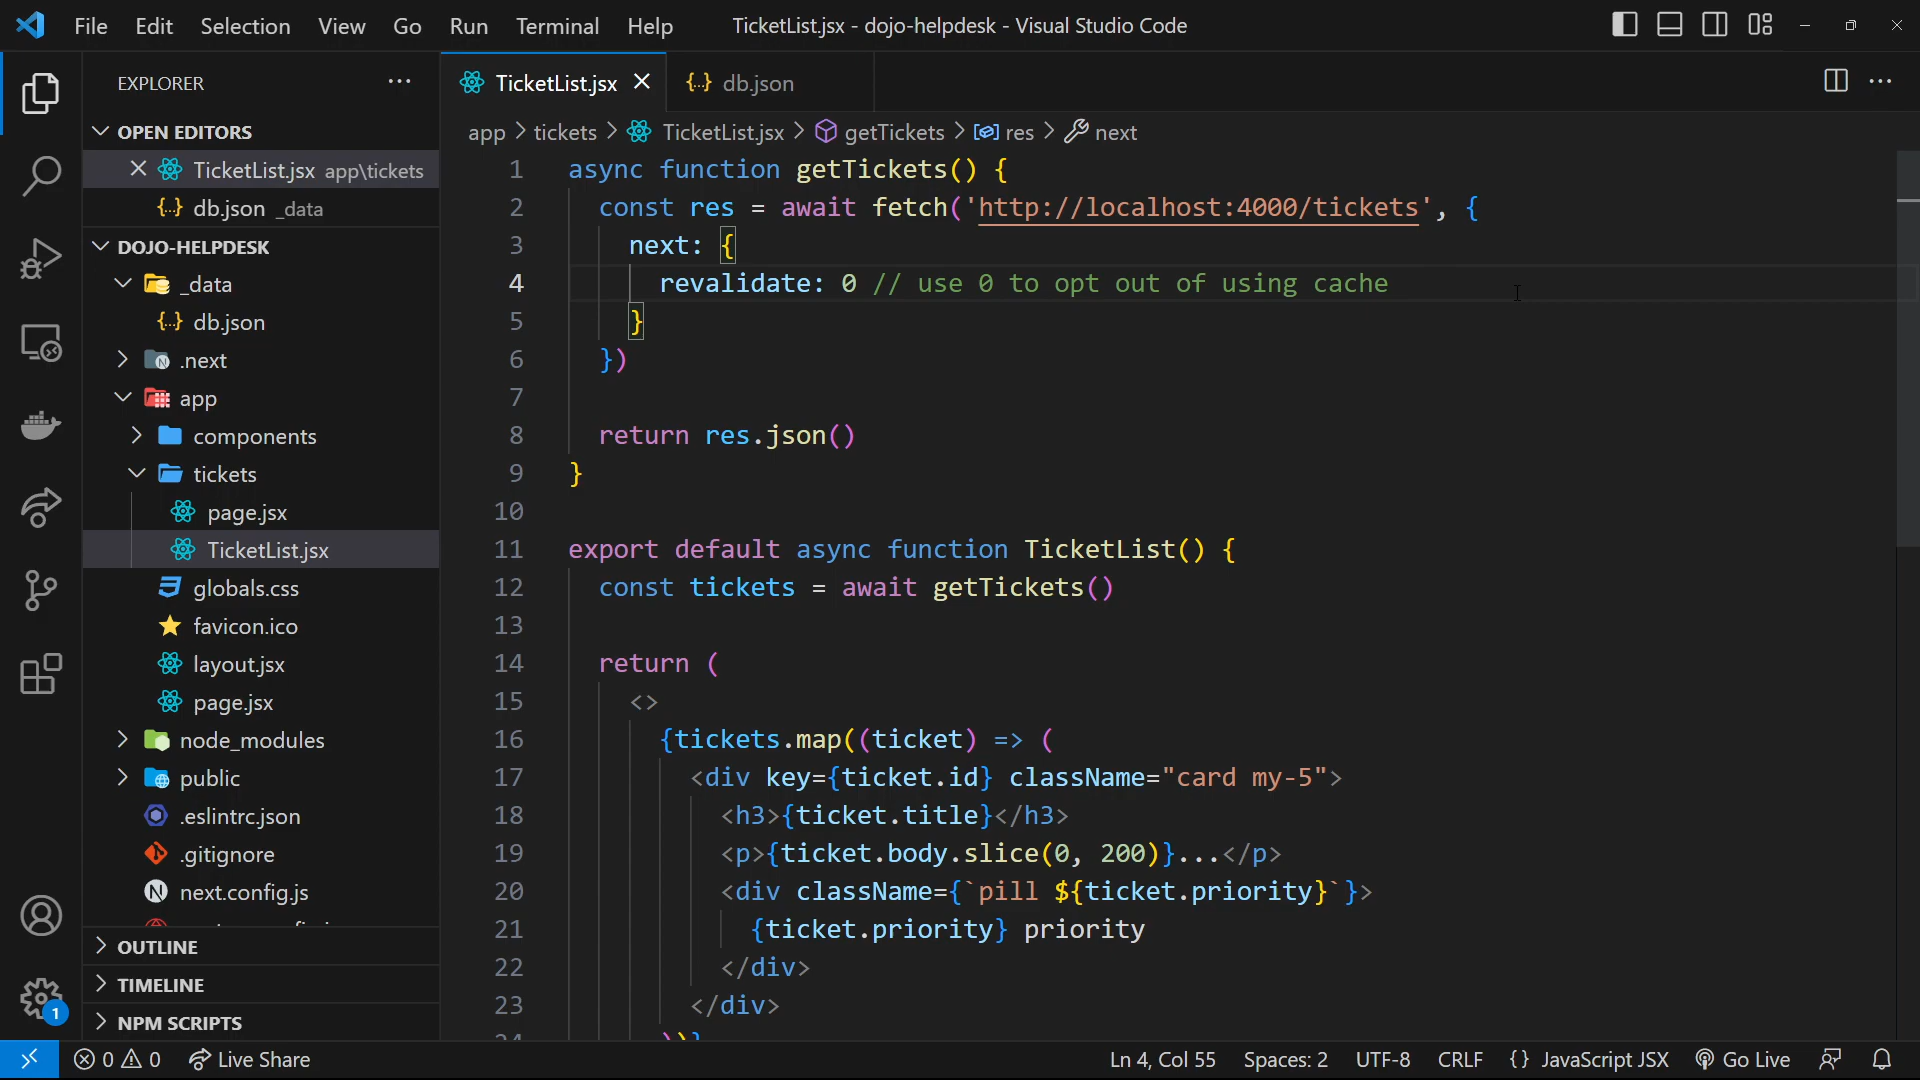 File Edit Selection View Go Run Terminal Help
TicketList.jsx - dojo-helpdesk - Visual Studio Code
EXPLORER
OPEN EDITORS
TicketList.jsx app\tickets
{..} db.json _data
DOJO-HELPDESK
_data
{..} db.json
.next
app
components
tickets
page.jsx
TicketList.jsx
globals.css
favicon.ico
layout.jsx
page.jsx
node_modules
public
.eslintrc.json
.gitignore
next.config.js
OUTLINE
TIMELINE
NPM SCRIPTS
1
TicketList.jsx
{..} db.json
app > tickets > TicketList.jsx > getTickets > res > next
1 async function getTickets() {
2 const res = await fetch('http://localhost:4000/tickets', {
3 next: {
4 revalidate: 0 // use 0 to opt out of using cache
5 }
6 })
7
8 return res.json()
9 }
10
11 export default async function TicketList() {
12 const tickets = await getTickets()
13
14 return (
15 <>
16 {tickets.map((ticket) => (
17 <div key={ticket.id} className="card my-5">
18 <h3>{ticket.title}</h3>
19 <p>{ticket.body.slice(0, 200)}...</p>
20 <div className={`pill ${ticket.priority}`}>
21 {ticket.priority} priority
22 </div>
23 </div>
24 ))}
0 0 Live Share
Ln 4, Col 55 Spaces: 2 UTF-8 CRLF {} JavaScript JSX Go Live